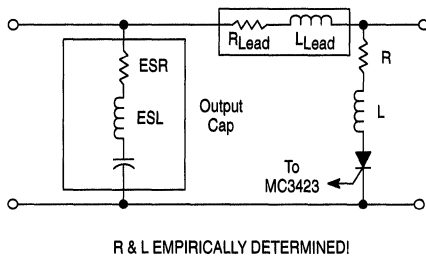 ESR
ESL
Output
Cap
RLead
LLead
R
L
To
MC3423
R & L EMPIRICALLY DETERMINED!